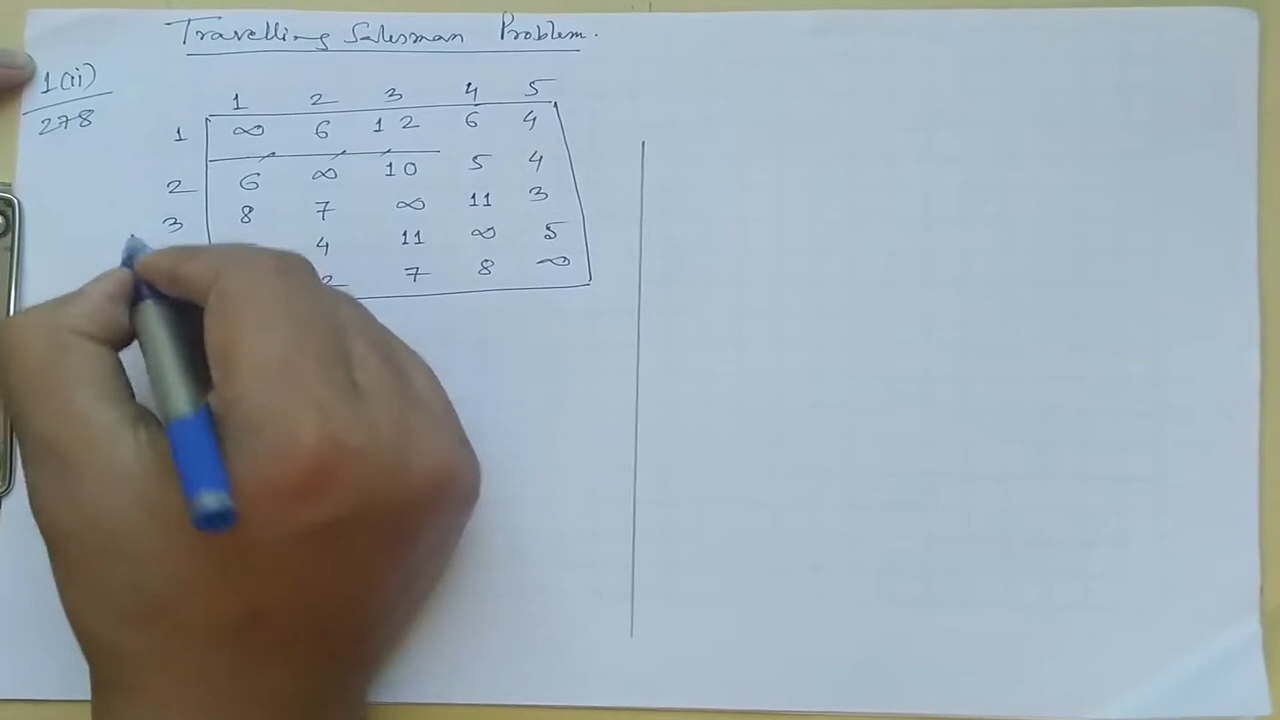 Travelling Salesman Problem.
1(ii)
278
1 2 3 4 5
1 ∞ 6 12 6 4
2 6 ∞ 10 5 4
3 8 7 ∞ 11 3
4 11 ∞ 5
7 8 ∞